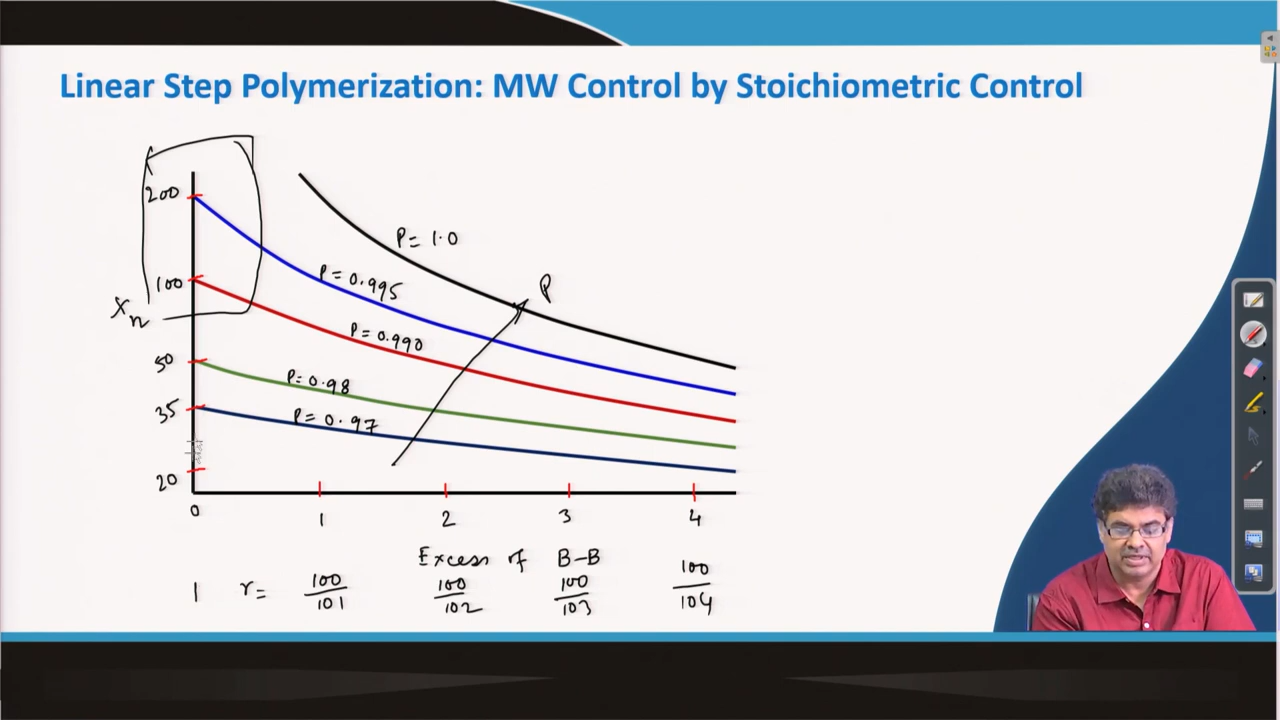 Linear Step Polymerization: MW Control by Stoichiometric Control
200
P = 1.0
100
P = 0.995
P
Xn
P = 0.990
50
P = 0.98
35
P = 0.97
20
0 1 2 3 4
Excess of B-B
1 r = 100/101 100/102 100/103 100/104